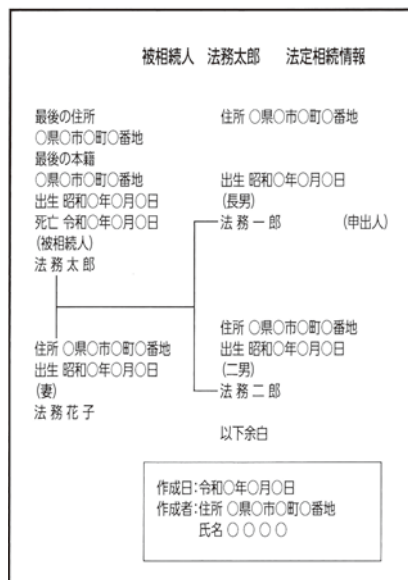 被相続人　法務太郎　法定相続情報
最後の住所
○県○市○町○番地
最後の本籍
○県○市○町○番地
出生 昭和○年○月○日
死亡 令和○年○月○日
(被相続人)
法 務 太 郎
住所 ○県○市○町○番地
出生 昭和○年○月○日
(妻)
法 務 花 子
住所 ○県○市○町○番地
出生 昭和○年○月○日
(長男)
法 務 一 郎　(申出人)
住所 ○県○市○町○番地
出生 昭和○年○月○日
(二男)
法 務 二 郎
以下余白
作成日：令和○年○月○日
作成者：住所 ○県○市○町○番地
氏名 ○ ○ ○ ○